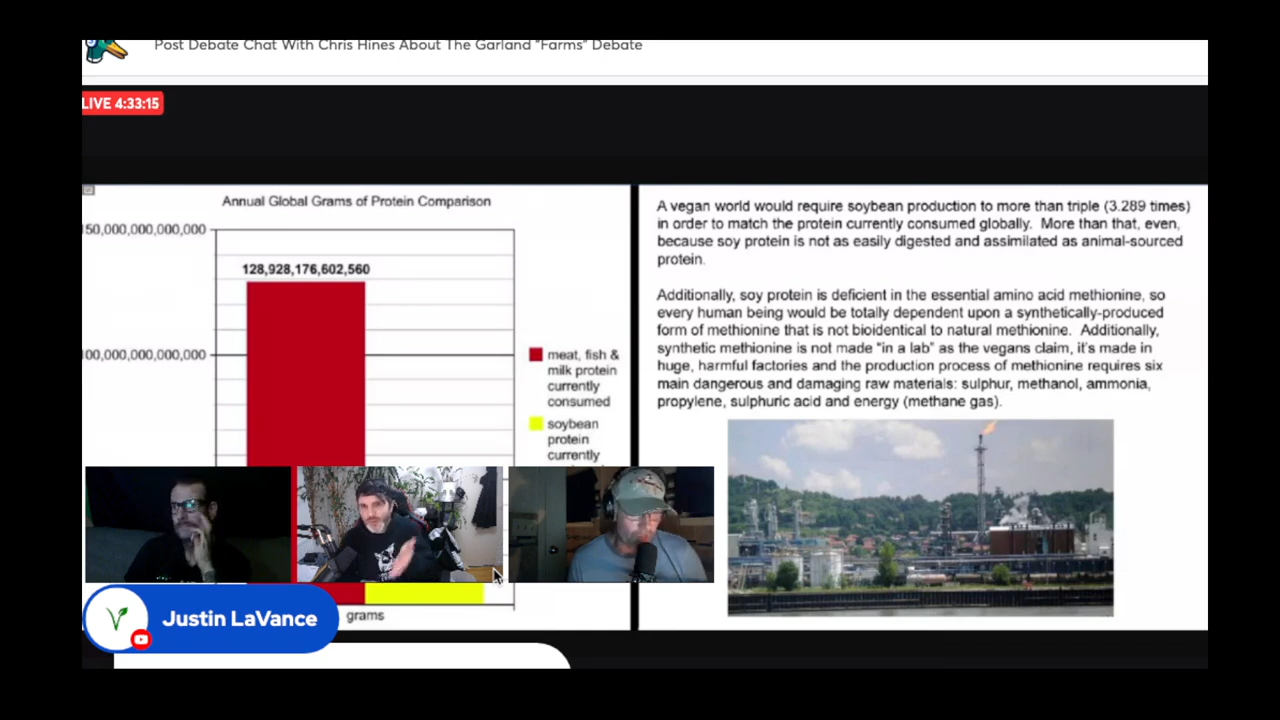 Post Debate Chat With Chris Hines About The Garland "Farms" Debate
LIVE 4:33:15
Annual Global Grams of Protein Comparison
50,000,000,000,000
128,928,176,602,560
00,000,000,000,000
meat, fish &
milk protein
currently
consumed
soybean
protein
currently
grams
A vegan world would require soybean production to more than triple (3.289 times)
in order to match the protein currently consumed globally. More than that, even,
because soy protein is not as easily digested and assimilated as animal-sourced
protein.
Additionally, soy protein is deficient in the essential amino acid methionine, so
every human being would be totally dependent upon a synthetically-produced
form of methionine that is not bioidentical to natural methionine. Additionally,
synthetic methionine is not made "in a lab" as the vegans claim, it's made in
huge, harmful factories and the production process of methionine requires six
main dangerous and damaging raw materials: sulphur, methanol, ammonia,
propylene, sulphuric acid and energy (methane gas).
Justin LaVance